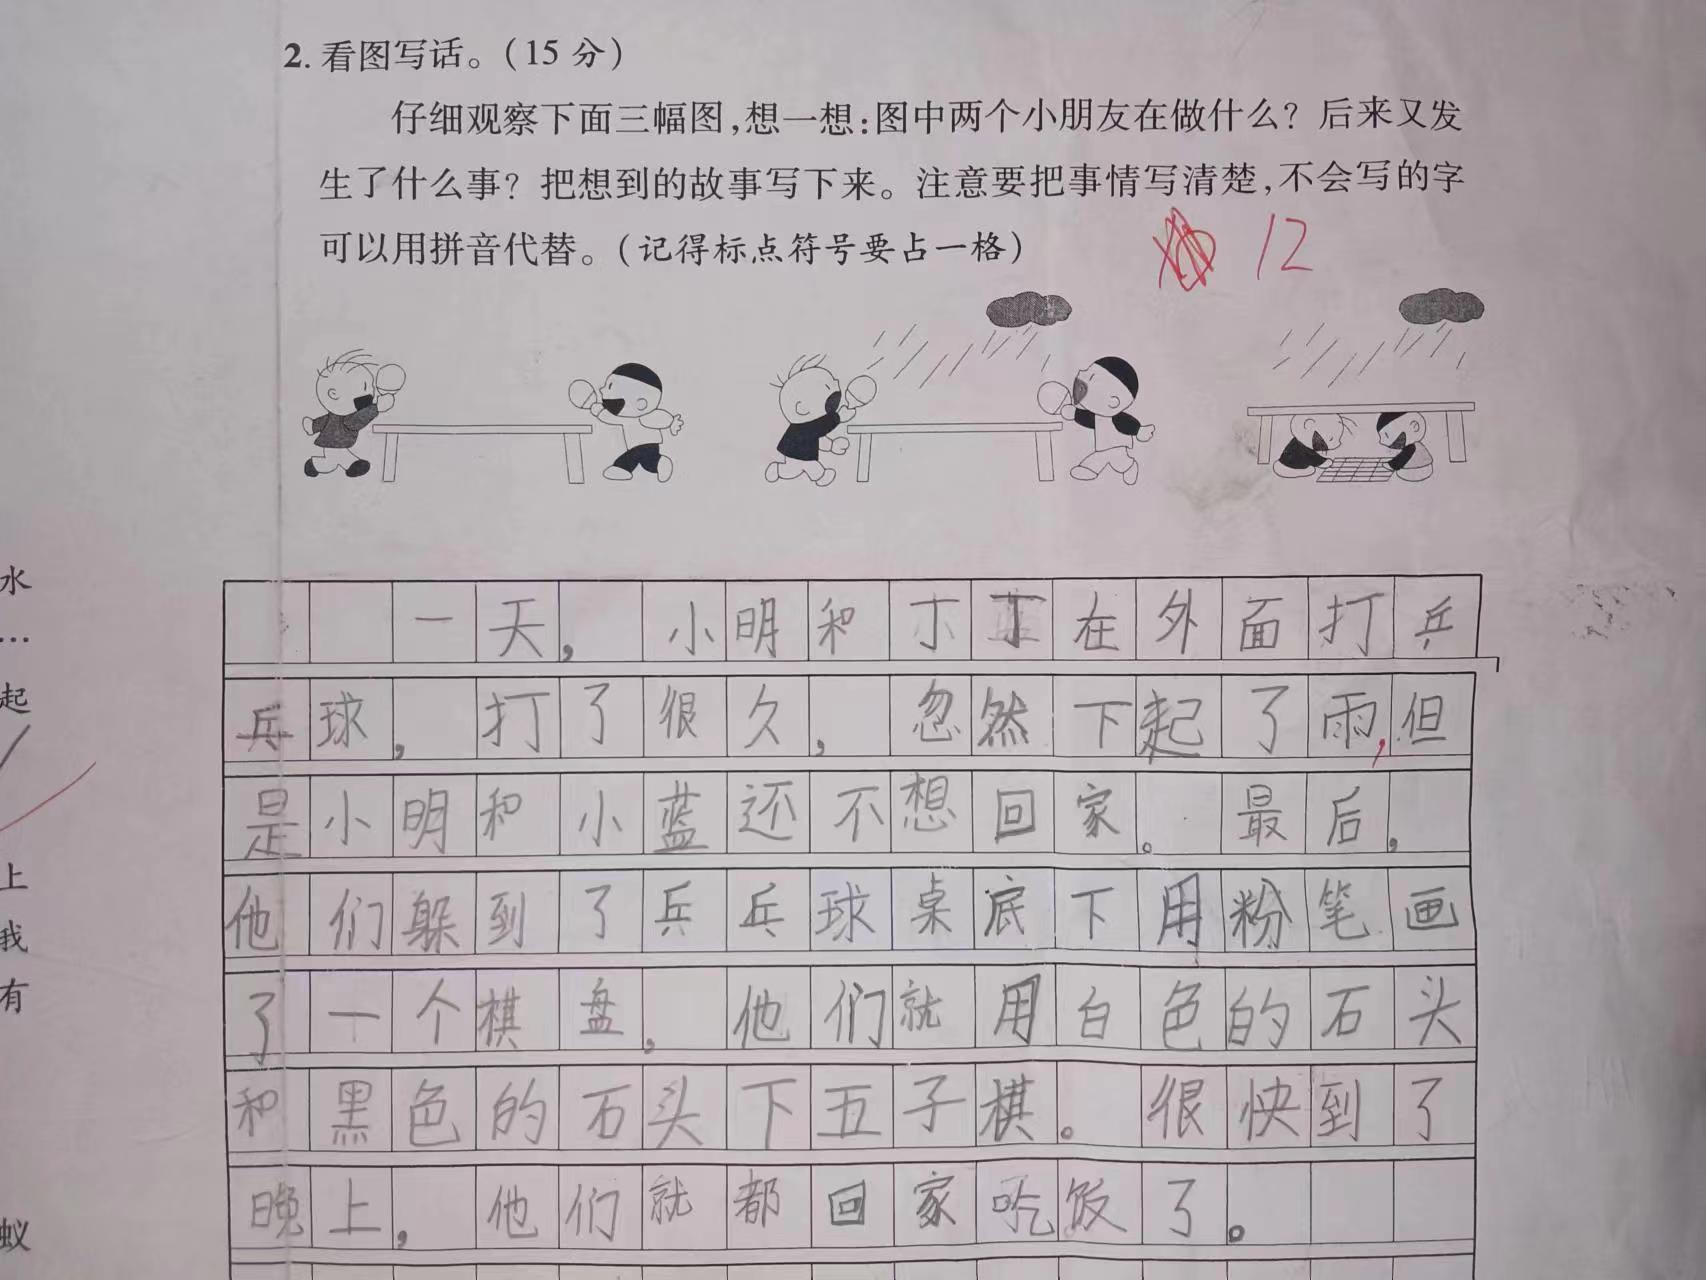 2. 看图写话。(15 分)
仔细观察下面三幅图,想一想:图中两个小朋友在做什么? 后来又发
生了什么事? 把想到的故事写下来。注意要把事情写清楚,不会写的字
可以用拼音代替。(记得标点符号要占一格)
12
一天,小明和丁丁在外面打乒
乓球,打了很久,忽然下起了雨,但
是小明和小蓝还不想回家。最后,
他们躲到了乒乓球桌底下用粉笔画
了一个棋盘,他们就用白色的石头
和黑色的石头下五子棋。很快到了
晚上,他们就都回家吃饭了。
水
…
起
上
我
有
蚁